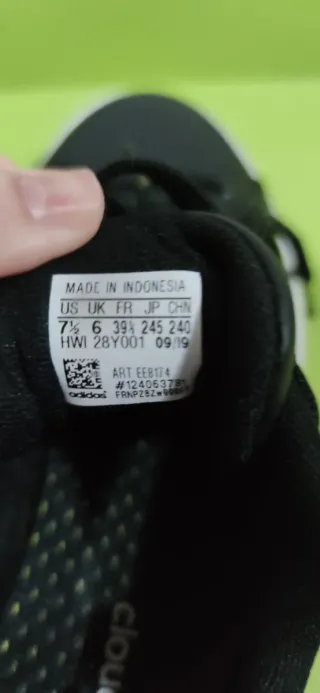 MADE IN INDONESIA
US UK FR JP CHN
7½ 6 39⅓ 245 240
HWI 28Y001 09/19
ART EE8174
adidas
clou